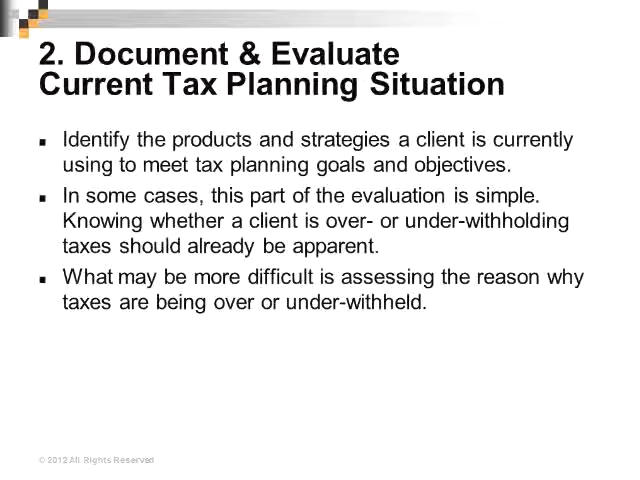 2. Document & Evaluate
Current Tax Planning Situation
Identify the products and strategies a client is currently
using to meet tax planning goals and objectives.
In some cases, this part of the evaluation is simple.
Knowing whether a client is over- or under-withholding
taxes should already be apparent.
What may be more difficult is assessing the reason why
taxes are being over or under-withheld.
© 2012 All Rights Reserved